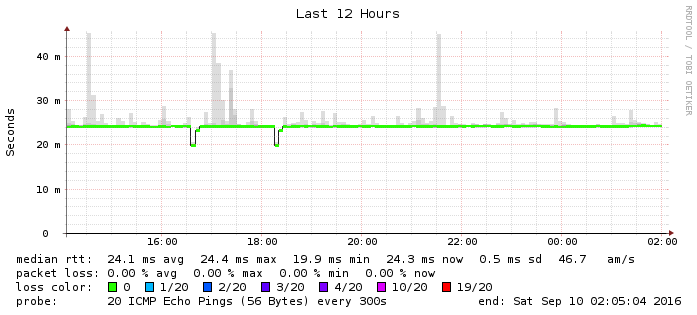 Last 12 Hours
RRDTOOL / TOBI OETIKER
Seconds
40 m
30 m
20 m
10 m
0
16:00 18:00 20:00 22:00 00:00 02:00
median rtt: 24.1 ms avg 24.4 ms max 19.9 ms min 24.3 ms now 0.5 ms sd 46.7 am/s
packet loss: 0.00 % avg 0.00 % max 0.00 % min 0.00 % now
loss color: 0 1/20 2/20 3/20 4/20 10/20 19/20
probe: 20 ICMP Echo Pings (56 Bytes) every 300s end: Sat Sep 10 02:05:04 2016